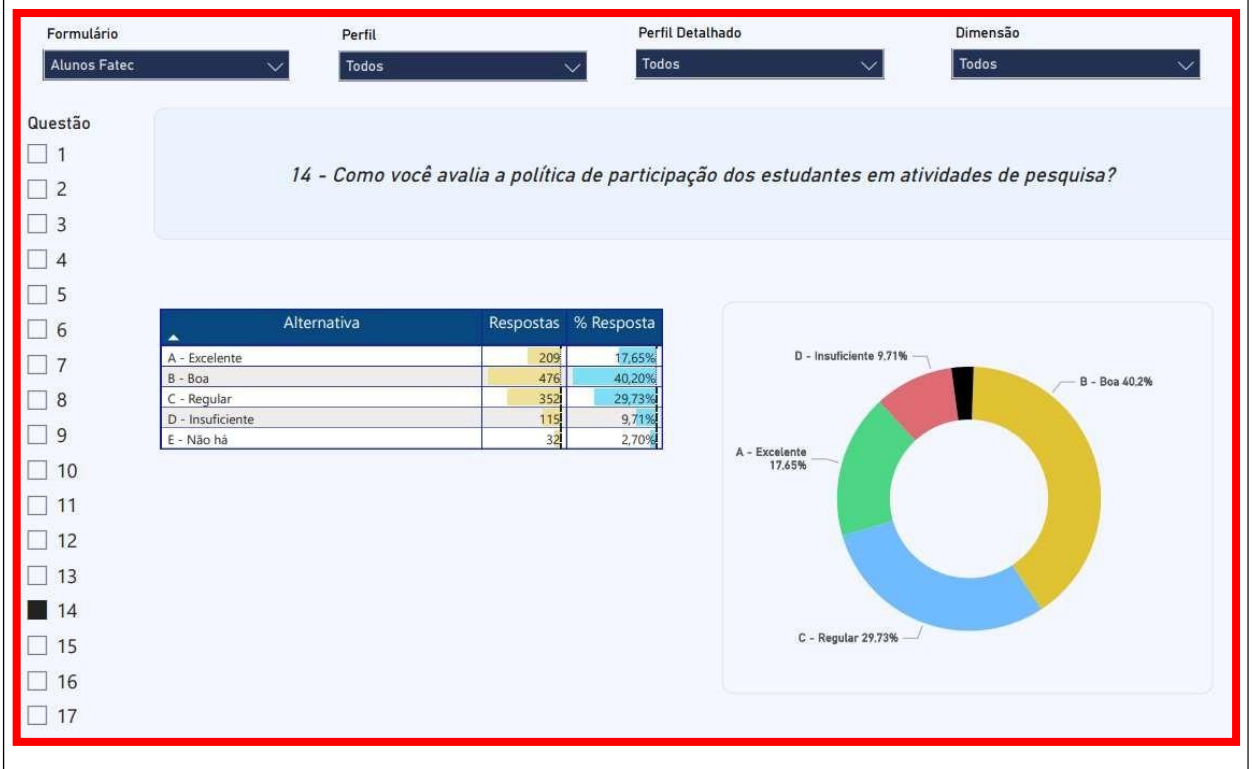 Formulário
Perfil
Perfil Detalhado
Dimensão
Alunos Fatec
Todos
Todos
Todos
Questão
1
2
3
4
5
6
7
8
9
10
11
12
13
14
15
16
17
14 - Como você avalia a política de participação dos estudantes em atividades de pesquisa?
Alternativa Respostas % Resposta
A - Excelente 209 17,65%
B - Boa 476 40,20%
C - Regular 352 29,73%
D - Insuficiente 115 9,71%
E - Não há 32 2,70%
D - Insuficiente 9,71%
B - Boa 40,2%
A - Excelente
17,65%
C - Regular 29,73%